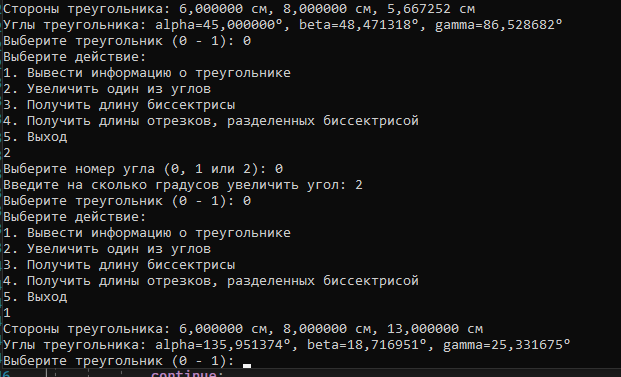 Стороны треугольника: 6,000000 см, 8,000000 см, 5,667252 см
Углы треугольника: alpha=45,000000°, beta=48,471318°, gamma=86,528682°
Выберите треугольник (0 - 1): 0
Выберите действие:
1. Вывести информацию о треугольнике
2. Увеличить один из углов
3. Получить длину биссектрисы
4. Получить длины отрезков, разделенных биссектрисой
5. Выход
2
Выберите номер угла (0, 1 или 2): 0
Введите на сколько градусов увеличить угол: 2
Выберите треугольник (0 - 1): 0
Выберите действие:
1. Вывести информацию о треугольнике
2. Увеличить один из углов
3. Получить длину биссектрисы
4. Получить длины отрезков, разделенных биссектрисой
5. Выход
1
Стороны треугольника: 6,000000 см, 8,000000 см, 13,000000 см
Углы треугольника: alpha=135,951374°, beta=18,716951°, gamma=25,331675°
Выберите треугольник (0 - 1):
continue;